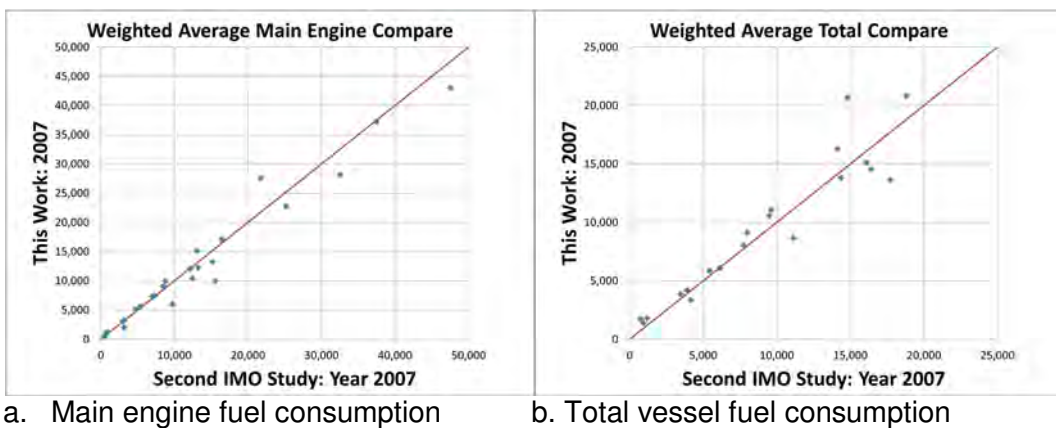 Weighted Average Main Engine Compare
50,000
45,000
40,000
35,000
30,000
25,000
20,000
15,000
10,000
5,000
0
This Work: 2007
0 10,000 20,000 30,000 40,000 50,000
Second IMO Study: Year 2007
Weighted Average Total Compare
25,000
20,000
15,000
10,000
5,000
0
This Work: 2007
0 5,000 10,000 15,000 20,000 25,000
Second IMO Study: Year 2007
a. Main engine fuel consumption
b. Total vessel fuel consumption